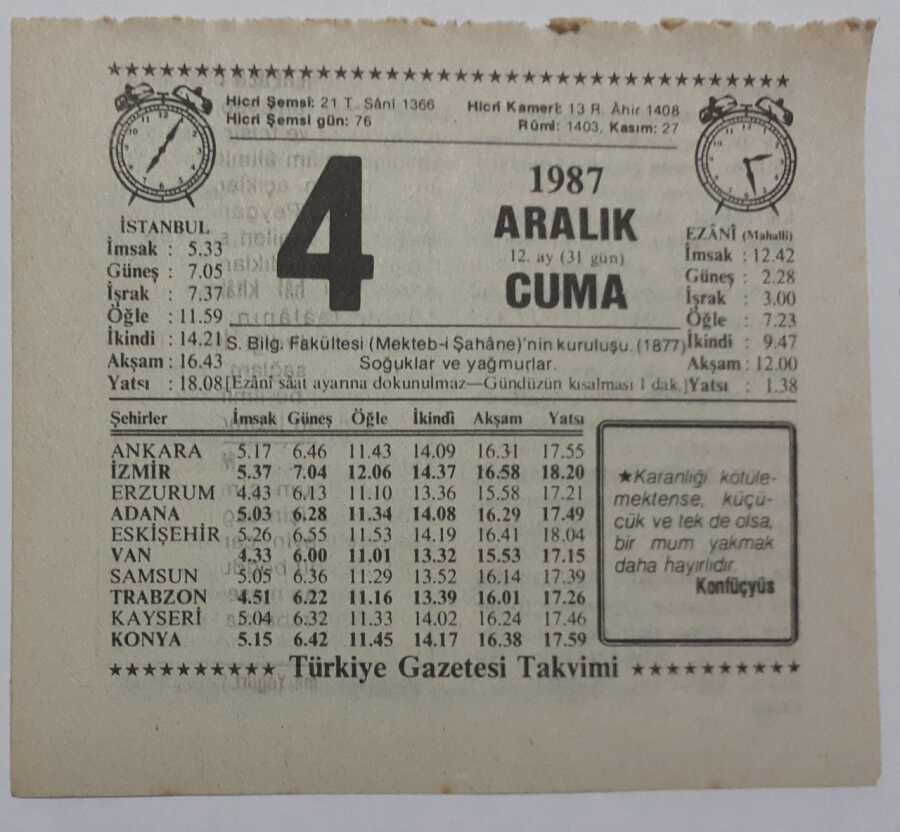 Hicrî Şemsî: 21 T. Sânî 1366
Hicrî Şemsî gün: 76
Hicrî Kamerî: 13 R. Âhir 1408
Rûmî: 1403, Kasım: 27
4
1987
ARALIK
12. ay (31 gün)
CUMA
İSTANBUL
İmsak : 5.33
Güneş : 7.05
İşrak : 7.37
Öğle : 11.59
İkindi : 14.21
Akşam : 16.43
Yatsı : 18.08
EZÂNÎ (Mahalli)
İmsak : 12.42
Güneş : 2.28
İşrak : 3.00
Öğle : 7.23
İkindi : 9.47
Akşam : 12.00
Yatsı : 1.38
S. Bilg. Fakültesi (Mekteb-i Şahâne)'nin kuruluşu. (1877)
Soğuklar ve yağmurlar.
[Ezânî sâat ayarına dokunulmaz—Gündüzün kısalması 1 dak.]
Şehirler İmsak Güneş Öğle İkindi Akşam Yatsı
ANKARA 5.17 6.46 11.43 14.09 16.31 17.55
İZMİR 5.37 7.04 12.06 14.37 16.58 18.20
ERZURUM 4.43 6.13 11.10 13.36 15.58 17.21
ADANA 5.03 6.28 11.34 14.08 16.29 17.49
ESKİŞEHİR 5.26 6.55 11.53 14.19 16.41 18.04
VAN 4.33 6.00 11.01 13.32 15.53 17.15
SAMSUN 5.05 6.36 11.29 13.52 16.14 17.39
TRABZON 4.51 6.22 11.16 13.39 16.01 17.26
KAYSERİ 5.04 6.32 11.33 14.02 16.24 17.46
KONYA 5.15 6.42 11.45 14.17 16.38 17.59
★Karanlığı kötüle-
mektense, küçü-
cük ve tek de olsa,
bir mum yakmak
daha hayırlıdır.
Konfüçyüs
★★★★★★★★★★ Türkiye Gazetesi Takvimi ★★★★★★★★★★